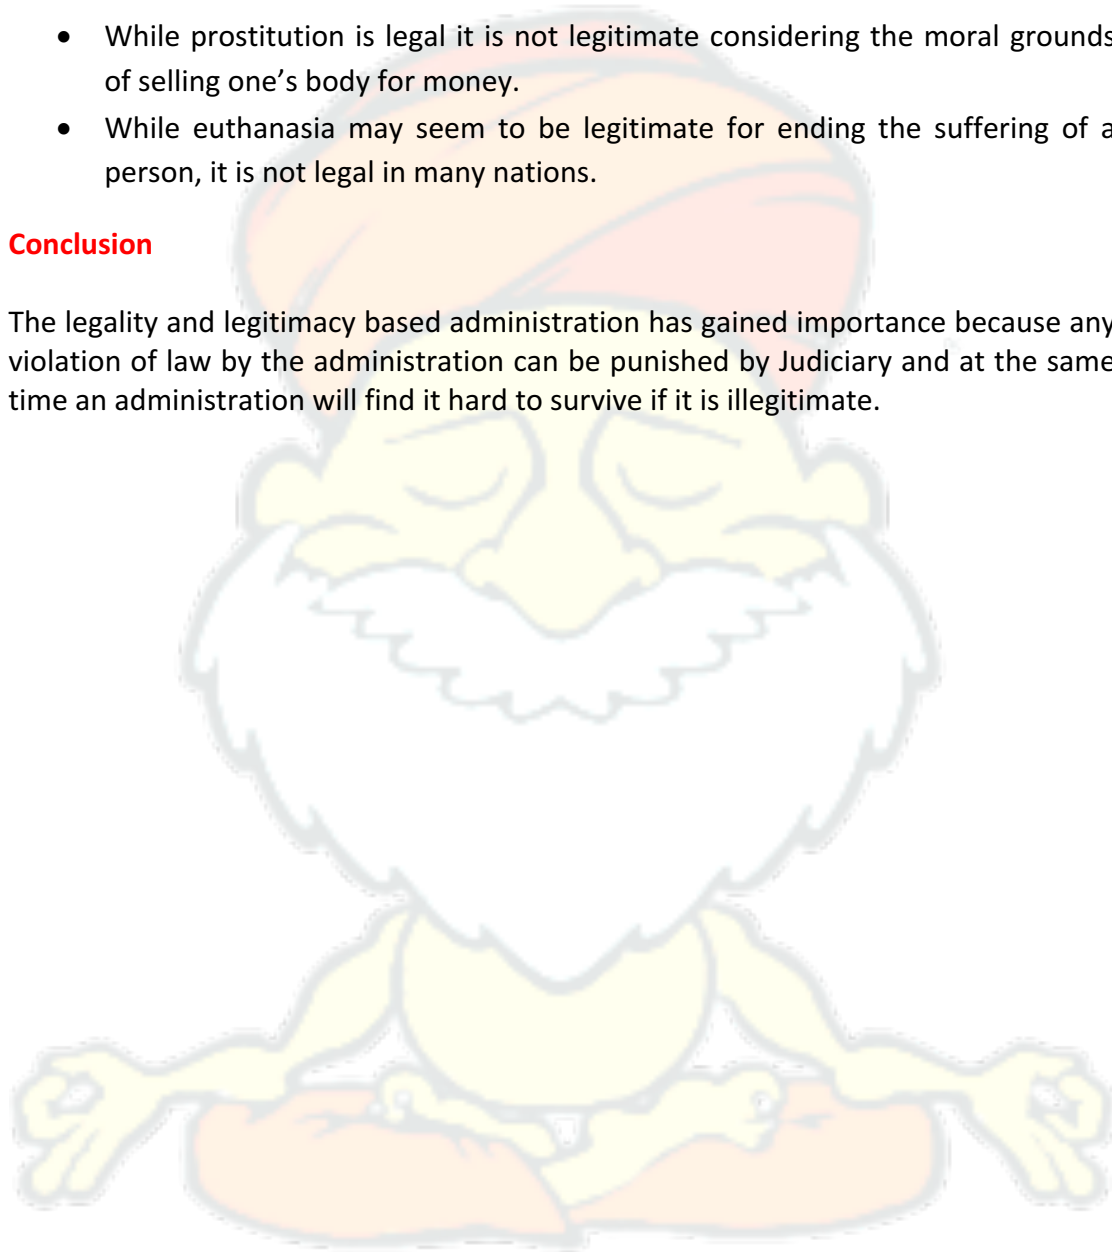 • While prostitution is legal it is not legitimate considering the moral grounds
of selling one’s body for money.
• While euthanasia may seem to be legitimate for ending the suffering of a
person, it is not legal in many nations.
Conclusion
The legality and legitimacy based administration has gained importance because any
violation of law by the administration can be punished by Judiciary and at the same
time an administration will find it hard to survive if it is illegitimate.